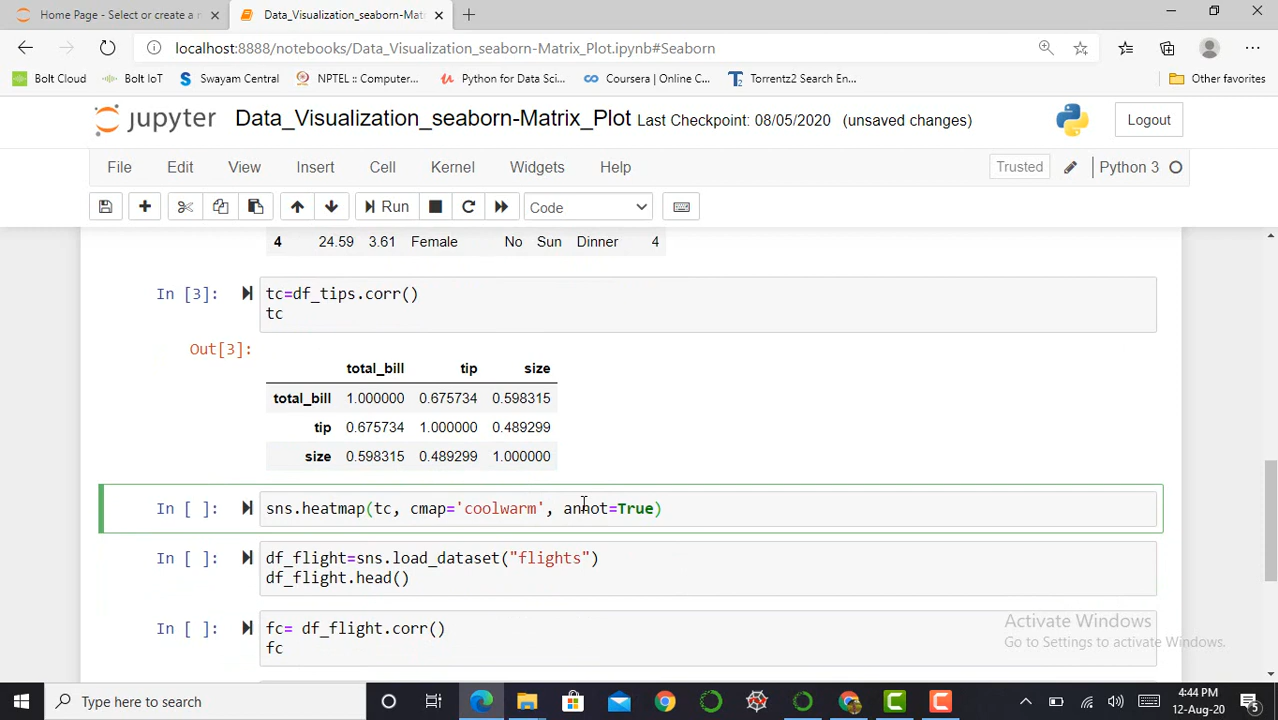 Home Page - Select or create a n
Data_Visualization_seaborn-Matri
localhost:8888/notebooks/Data_Visualization_seaborn-Matrix_Plot.ipynb#Seaborn
Bolt Cloud
Bolt IoT
Swayam Central
NPTEL :: Computer...
Python for Data Sci...
Coursera | Online C...
Torrentz2 Search En...
Other favorites
jupyter Data_Visualization_seaborn-Matrix_Plot Last Checkpoint: 08/05/2020 (unsaved changes)
Logout
File Edit View Insert Cell Kernel Widgets Help
Trusted
Python 3
Run
Code
4 24.59 3.61 Female No Sun Dinner 4
In [3]: tc=df_tips.corr()
tc
Out[3]:
total_bill tip size
total_bill 1.000000 0.675734 0.598315
tip 0.675734 1.000000 0.489299
size 0.598315 0.489299 1.000000
In [ ]: sns.heatmap(tc, cmap='coolwarm', annot=True)
In [ ]: df_flight=sns.load_dataset("flights")
df_flight.head()
In [ ]: fc= df_flight.corr()
fc
Activate Windows
Go to Settings to activate Windows.
Type here to search
4:44 PM
12-Aug-20
5